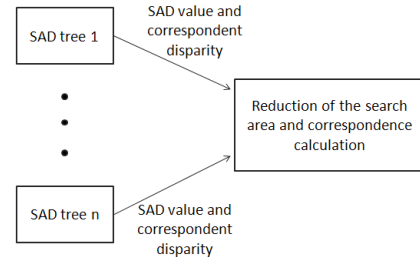 SAD value and
correspondent
disparity
SAD tree 1
Reduction of the search
area and correspondence
calculation
SAD tree n
SAD value and
correspondent
disparity